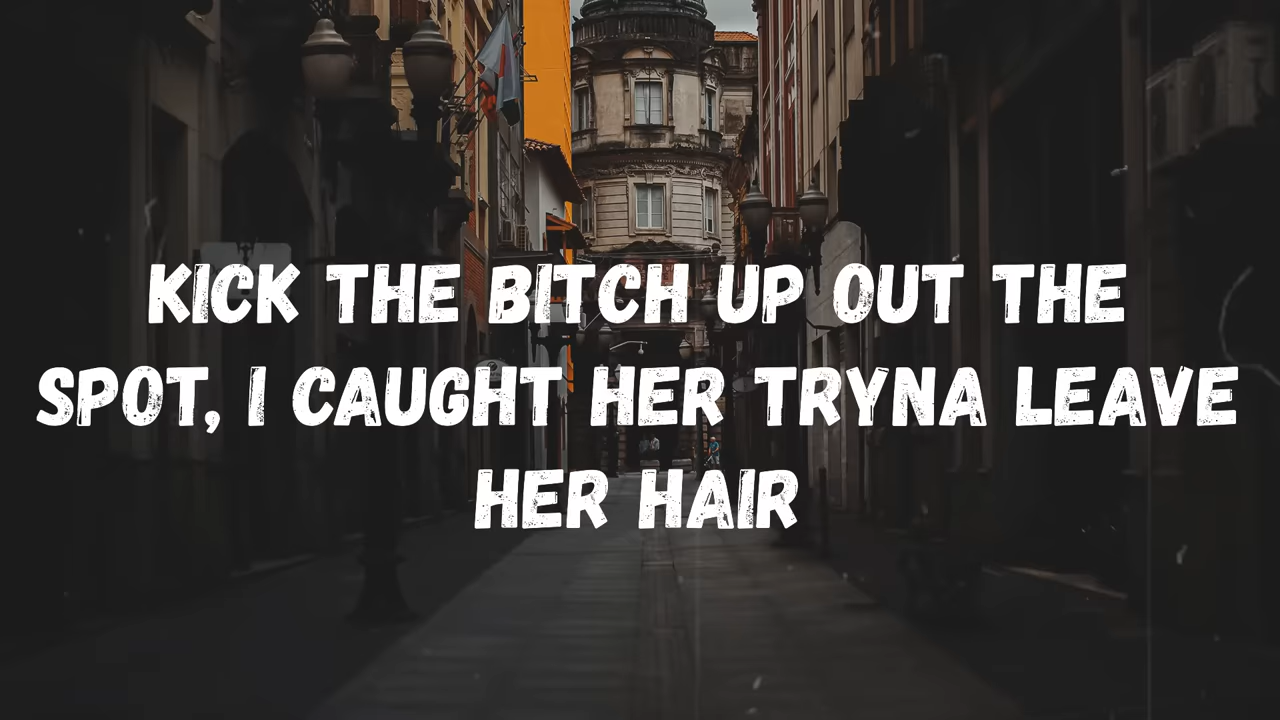 KICK THE BITCH UP OUT THE
SPOT, I CAUGHT HER TRYNA LEAVE
HER HAIR